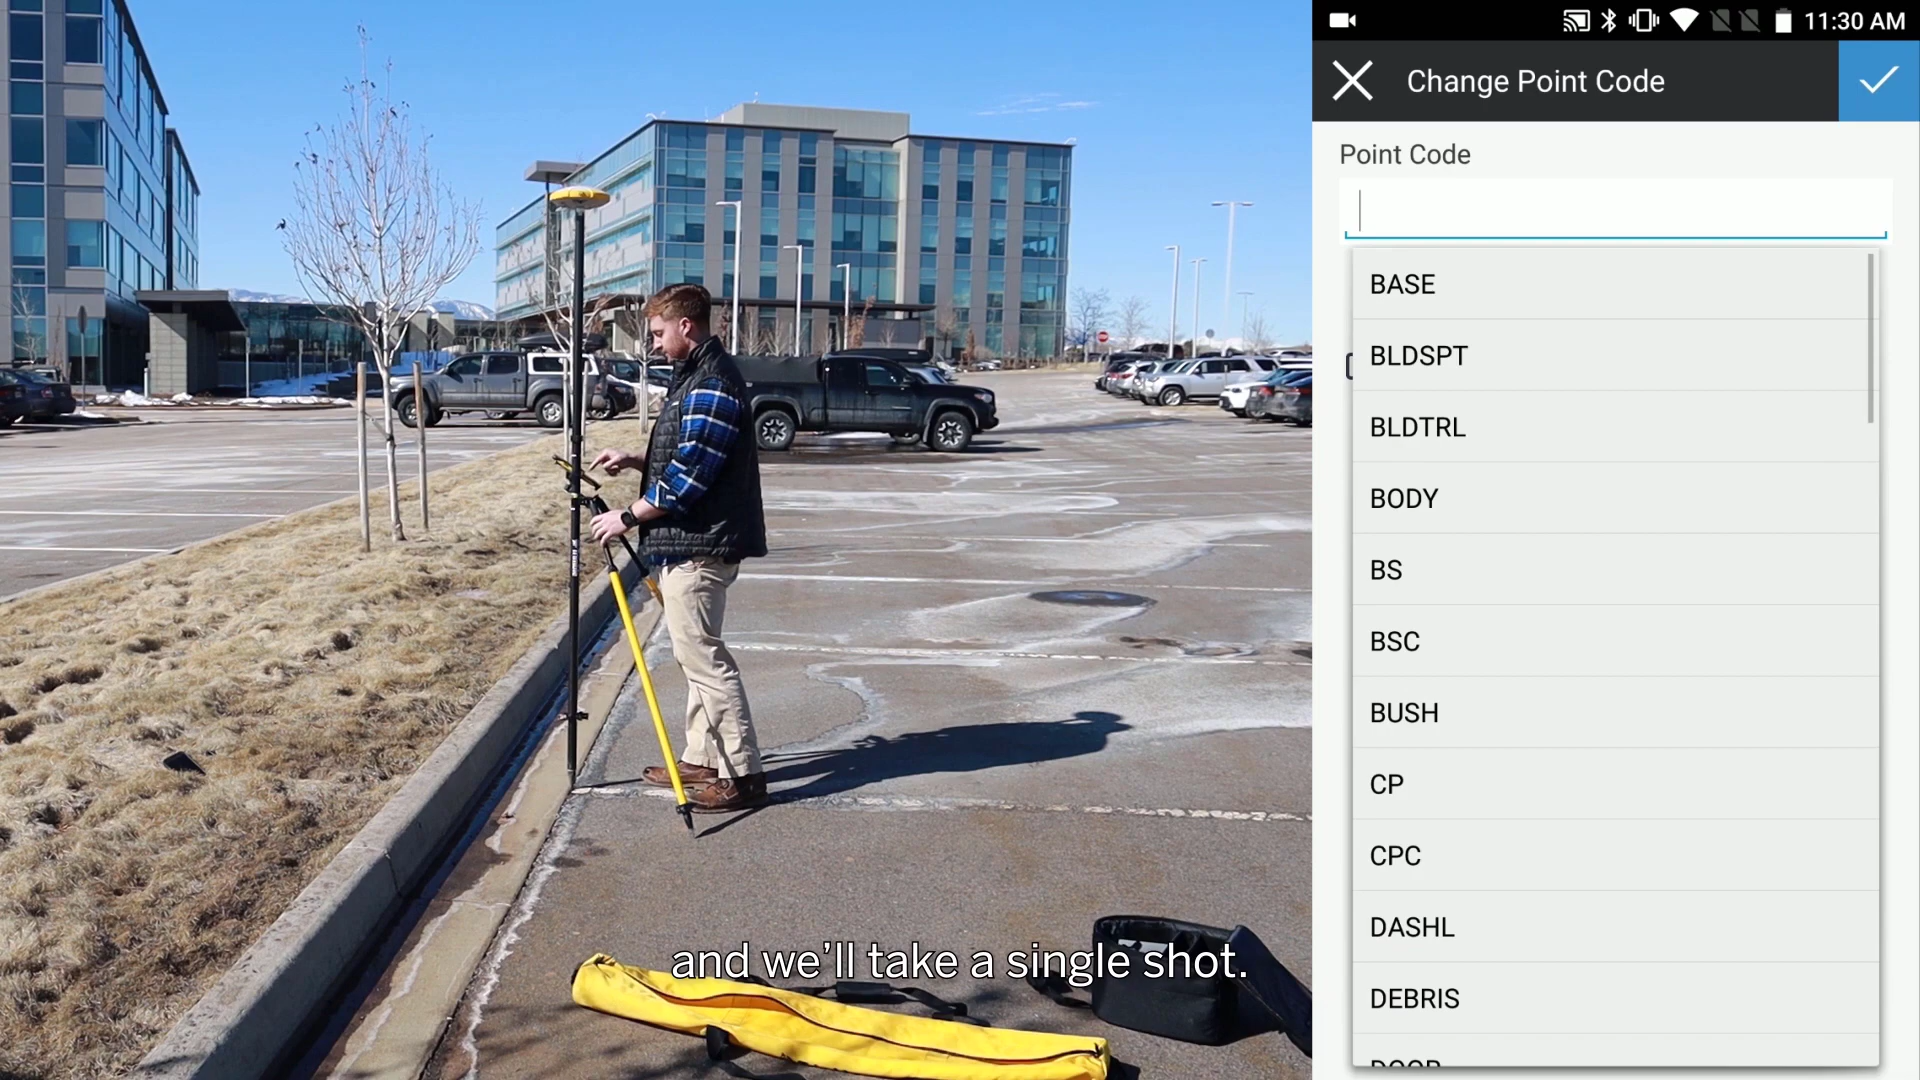 11:30 AM
Change Point Code
Point Code
BASE
BLDSPT
BLDTRL
BODY
BS
BSC
BUSH
CP
CPC
DASHL
DEBRIS
DOOR
and we'll take a single shot.